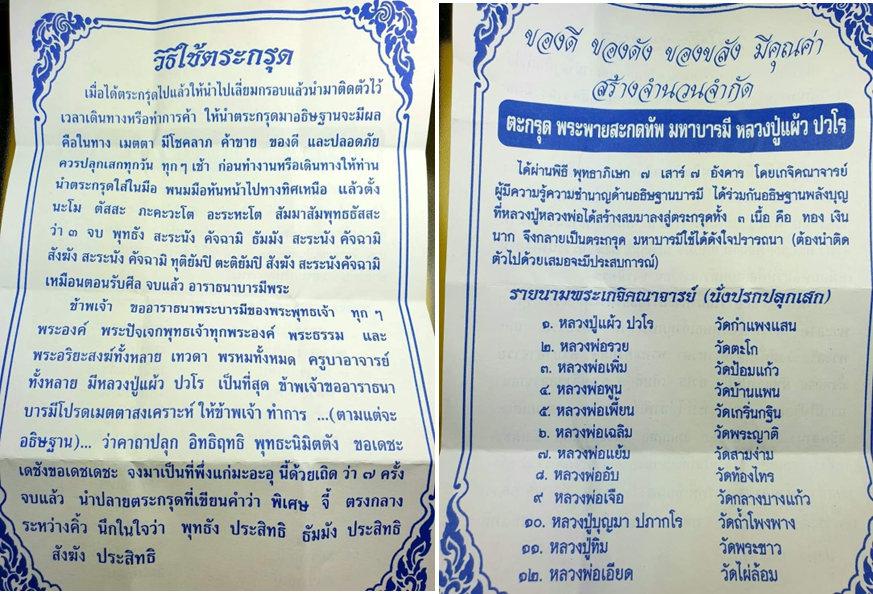 วิธีใช้ตระกรุด
เมื่อได้ตระกรุดไปแล้วให้นำไปเลี่ยมกรอบแล้วนำมาติดตัวไว้
เวลาเดินทางหรือทำการค้า ให้นำตระกรุดมาอธิษฐานจะมีผล
คือในทาง เมตตา มีโชคลาภ ค้าขาย ของดี และปลอดภัย
ควรปลุกเสกทุกวัน ทุก ๆ เช้า ก่อนทำงานหรือเดินทางให้ท่าน
นำตระกรุดใส่ในมือ พนมมือหันหน้าไปทางทิศเหนือ แล้วตั้ง
นะโม ตัสสะ ภะคะวะโต อะระหะโต สัมมาสัมพุทธธัสสะ
ว่า ๓ จบ พุทธัง สะระนัง คัจฉามิ ธัมมัง สะระนัง คัจฉามิ
สังฆัง สะระนัง คัจฉามิ ทุติยัมปิ ตะติยัมปิ สังฆัง สะระนังคัจฉามิ
เหมือนตอนรับศีล จบแล้ว อาราธนาบารมีพระ
ข้าพเจ้า ขออาราธนาพระบารมีของพระพุทธเจ้า ทุก ๆ
พระองค์ พระปัจเจกพุทธเจ้าทุกพระองค์ พระธรรม และ
พระอริยะสงฆ์ทั้งหลาย เทวดา พรหมทั้งหมด ครูบาอาจารย์
ทั้งหลาย มีหลวงปู่แผ้ว ปวโร เป็นที่สุด ข้าพเจ้าขออาราธนา
บารมีโปรดเมตตาสงเคราะห์ ให้ข้าพเจ้า ทำการ ...(ตามแต่จะ
อธิษฐาน)... ว่าคาถาปลุก อิทธิฤทธิ พุทธะนิมิตตัง ขอเดชะ
เดชังขอเดชเดชะ จงมาเป็นที่พึ่งแก่มะอะอุ นี้ด้วยเถิด ว่า ๗ ครั้ง
จบแล้ว นำปลายตระกรุดที่เขียนคำว่า พิเศษ จี้ ตรงกลาง
ระหว่างคิ้ว นึกในใจว่า พุทธัง ประสิทธิ ธัมมัง ประสิทธิ
สังฆัง ประสิทธิ
ของดี ของดัง ของขลัง มีคุณค่า
สร้างจำนวนจำกัด
ตะกรุด พระพายสะกดทัพ มหาบารมี หลวงปู่แผ้ว ปวโร
ได้ผ่านพิธี พุทธาภิเษก ๗ เสาร์ ๗ อังคาร โดยเกจิคณาจารย์
ผู้มีความรู้ความชำนาญด้านอธิษฐานบารมี ได้ร่วมกันอธิษฐานพลังบุญ
ที่หลวงปู่หลวงพ่อได้สร้างสมมาลงสู่ตระกรุดทั้ง ๓ เนื้อ คือ ทอง เงิน
นาก จึงกลายเป็นตระกรุด มหาบารมีใช้ได้ดังใจปรารถนา (ต้องนำติด
ตัวไปด้วยเสมอจะมีประสบการณ์)
รายนามพระเกจิคณาจารย์ (นั่งปรกปลุกเสก)
๑. หลวงปู่แผ้ว ปวโร วัดกำแพงแสน
๒. หลวงพ่อรวย วัดตะโก
๓. หลวงพ่อเพิ่ม วัดป้อมแก้ว
๔. หลวงพ่อพูน วัดบ้านแพน
๕. หลวงพ่อเพี้ยน วัดเกริ่นกฐิน
๖. หลวงพ่อเฉลิม วัดพระญาติ
๗. หลวงพ่อแย้ม วัดสามง่าม
๘. หลวงพ่ออับ วัดท้องไทร
๙ หลวงพ่อเจือ วัดกลางบางแก้ว
๑๐. หลวงปู่บุญมา ปภากโร วัดถ้ำโพงพาง
๑๑. หลวงปู่ทิม วัดพระขาว
๑๒. หลวงพ่อเอียด วัดไผ่ล้อม